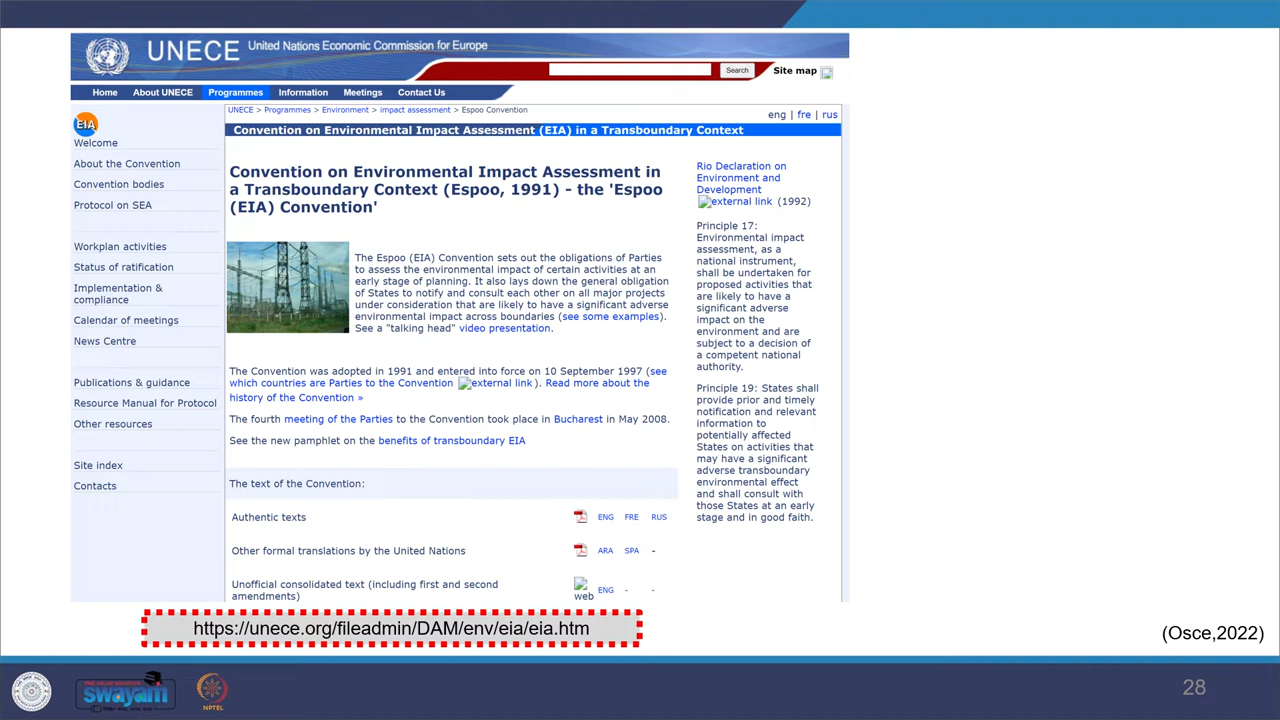 UNECE United Nations Economic Commission for Europe
Search
Site map
Home About UNECE Programmes Information Meetings Contact Us
UNECE > Programmes > Environment > impact assessment > Espoo Convention
eng | fre | rus
Convention on Environmental Impact Assessment (EIA) in a Transboundary Context
EIA
Welcome
About the Convention
Convention bodies
Protocol on SEA
Workplan activities
Status of ratification
Implementation &
compliance
Calendar of meetings
News Centre
Publications & guidance
Resource Manual for Protocol
Other resources
Site index
Contacts
Convention on Environmental Impact Assessment in
a Transboundary Context (Espoo, 1991) - the 'Espoo
(EIA) Convention'
The Espoo (EIA) Convention sets out the obligations of Parties
to assess the environmental impact of certain activities at an
early stage of planning. It also lays down the general obligation
of States to notify and consult each other on all major projects
under consideration that are likely to have a significant adverse
environmental impact across boundaries (see some examples).
See a "talking head" video presentation.
The Convention was adopted in 1991 and entered into force on 10 September 1997 (see
which countries are Parties to the Convention external link ). Read more about the
history of the Convention »
The fourth meeting of the Parties to the Convention took place in Bucharest in May 2008.
See the new pamphlet on the benefits of transboundary EIA
The text of the Convention:
Authentic texts ENG FRE RUS
Other formal translations by the United Nations ARA SPA -
Unofficial consolidated text (including first and second
amendments) web ENG - -
Rio Declaration on
Environment and
Development
external link (1992)
Principle 17:
Environmental impact
assessment, as a
national instrument,
shall be undertaken for
proposed activities that
are likely to have a
significant adverse
impact on the
environment and are
subject to a decision of
a competent national
authority.
Principle 19: States shall
provide prior and timely
notification and relevant
information to
potentially affected
States on activities that
may have a significant
adverse transboundary
environmental effect
and shall consult with
those States at an early
stage and in good faith.
https://unece.org/fileadmin/DAM/env/eia/eia.htm
(Osce,2022)
swayam
NPTEL
28